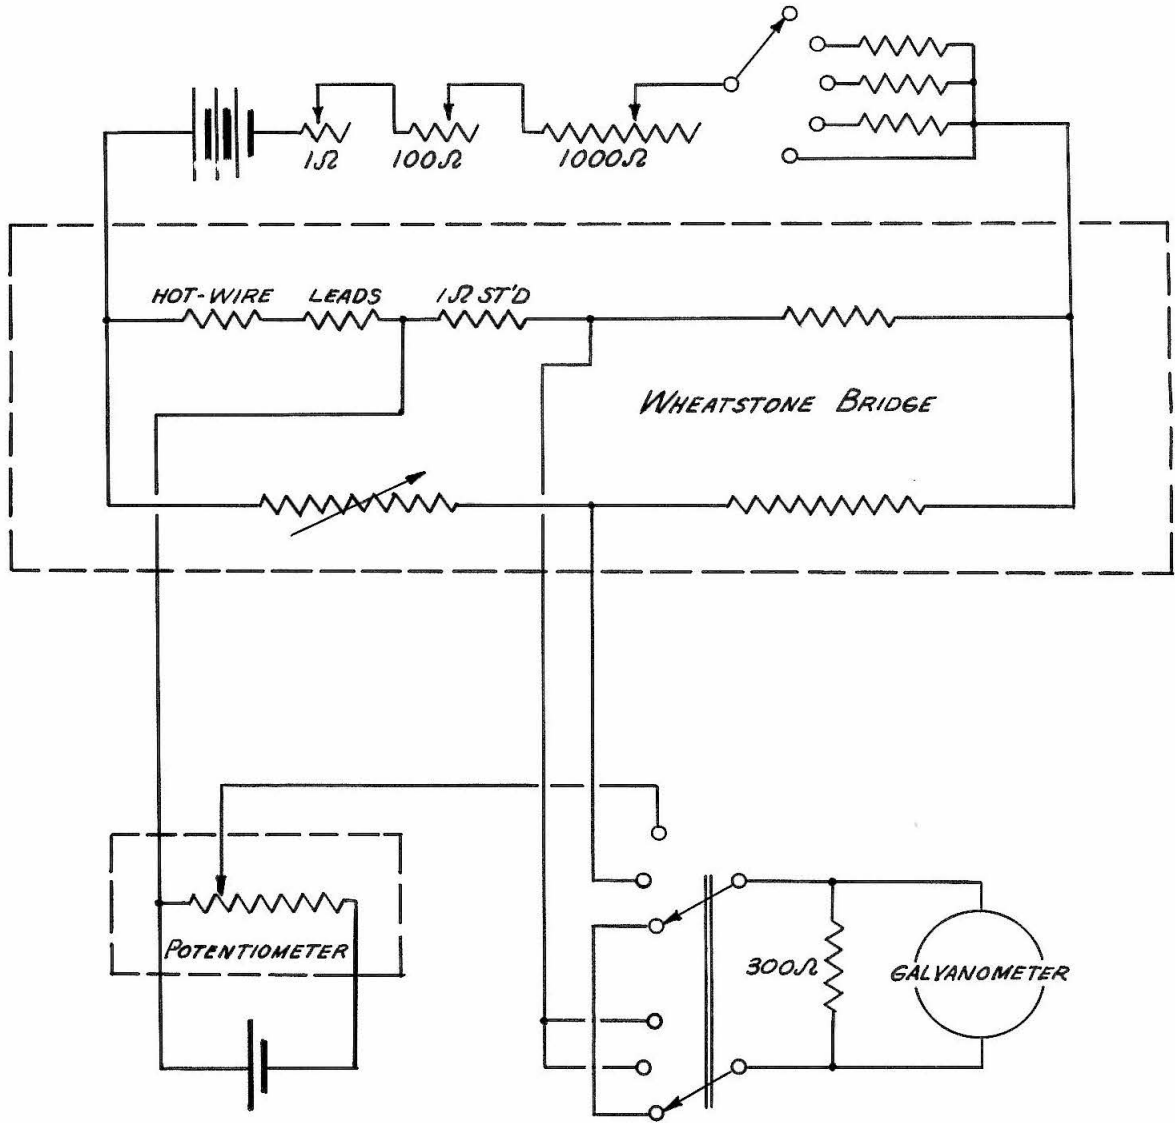 1Ω
100Ω
1000Ω
HOT-WIRE
LEADS
1Ω ST'D
WHEATSTONE BRIDGE
POTENTIOMETER
300Ω
GALVANOMETER